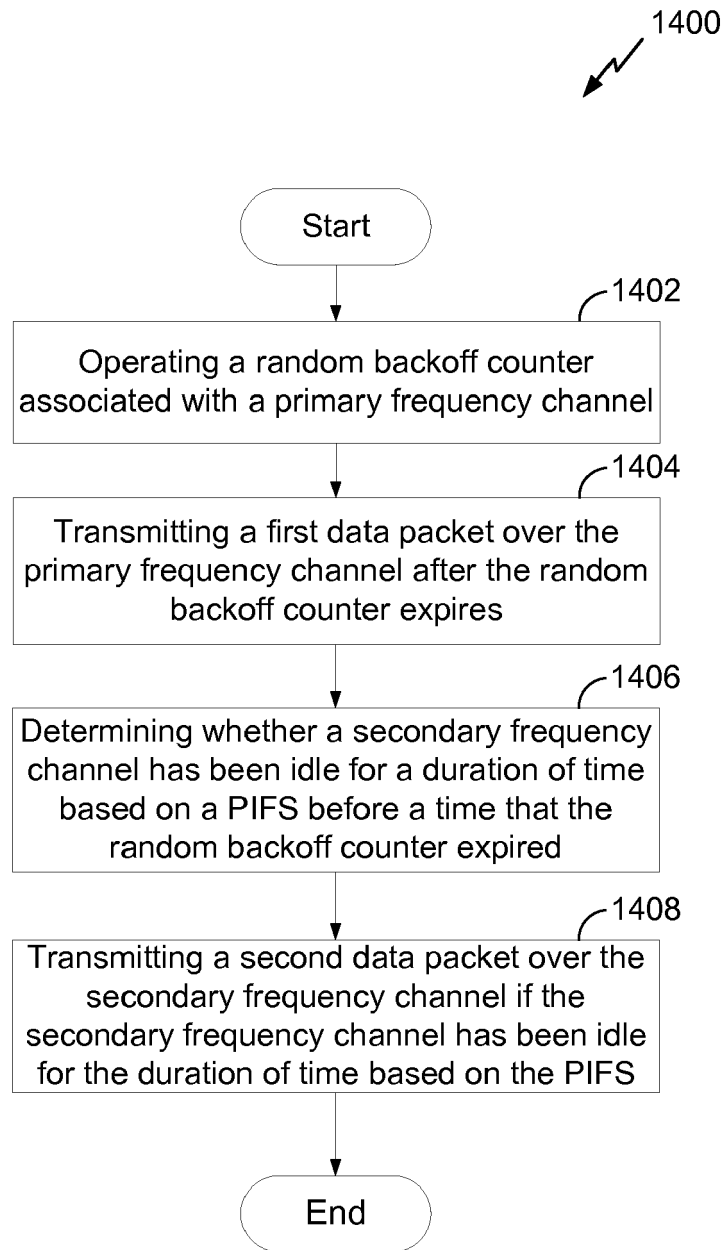 1400
Start
1402
Operating a random backoff counter
associated with a primary frequency channel
1404
Transmitting a first data packet over the
primary frequency channel after the random
backoff counter expires
1406
Determining whether a secondary frequency
channel has been idle for a duration of time
based on a PIFS before a time that the
random backoff counter expired
1408
Transmitting a second data packet over the
secondary frequency channel if the
secondary frequency channel has been idle
for the duration of time based on the PIFS
End